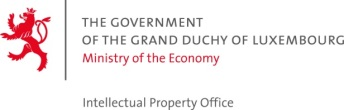 THE GOVERNMENT
OF THE GRAND DUCHY OF LUXEMBOURG
Ministry of the Economy
Intellectual Property Office